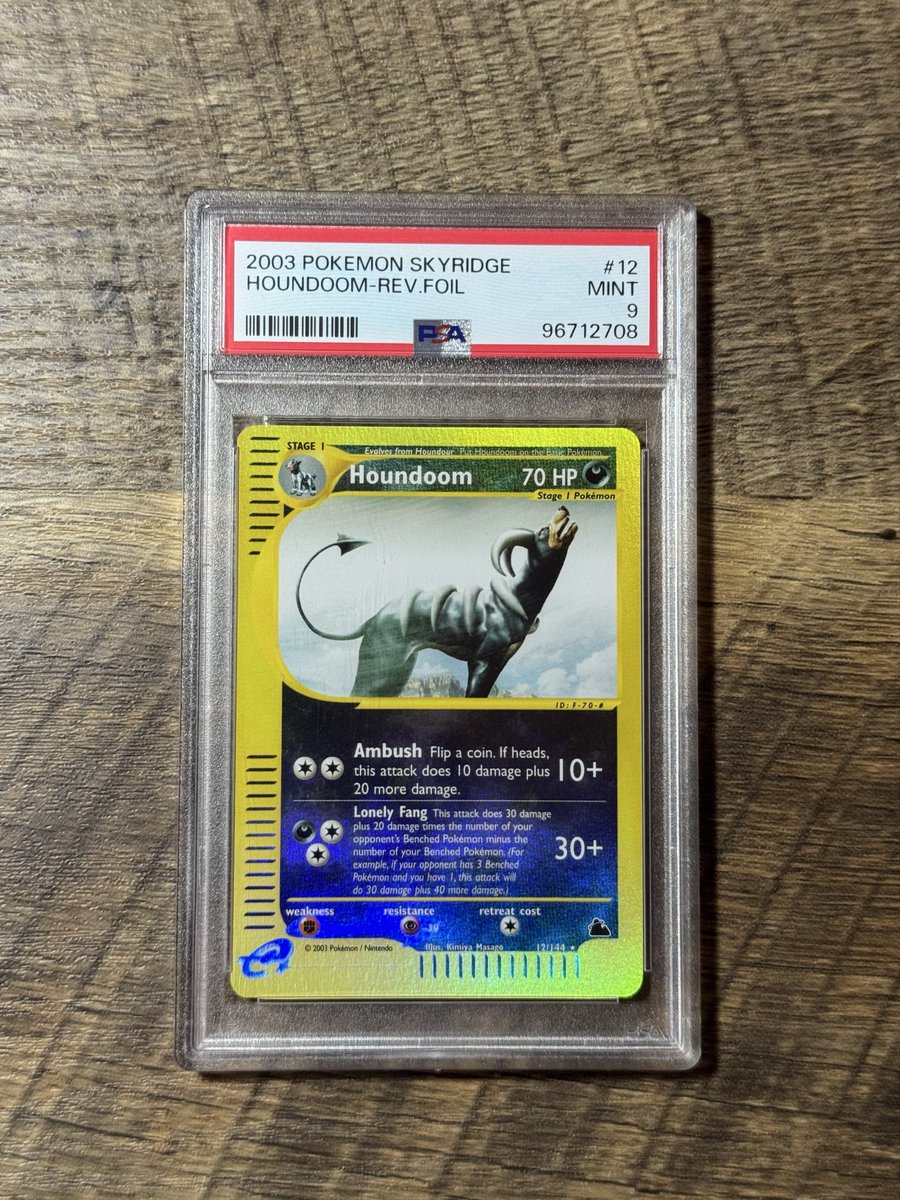 2003 POKEMON SKYRIDGE #12
HOUNDOOM-REV.FOIL MINT
9
PSA 96712708
STAGE 1
Evolves from Houndour Put Houndoom on the Basic Pokémon
Houndoom 70 HP
Stage 1 Pokémon
ID: F-70-#
Ambush Flip a coin. If heads,
this attack does 10 damage plus 10+
20 more damage.
Lonely Fang This attack does 30 damage
plus 20 damage times the number of your
opponent's Benched Pokémon minus the
number of your Benched Pokémon. (For 30+
example, if your opponent has 3 Benched
Pokémon and you have 1, this attack will
do 30 damage plus 40 more damage.)
weakness resistance retreat cost
-30
© 2003 Pokémon / Nintendo Illus. Kimiya Masago 12/144 ★
PSA